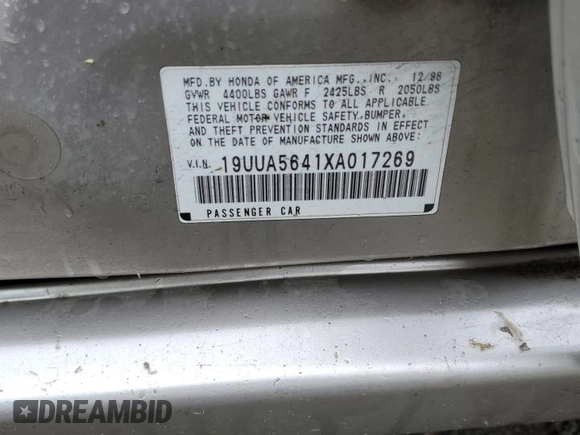 MFD.BY HONDA OF AMERICA MFG.,INC. 12/98
GVWR 4400LBS GAWR F 2425LBS R 2050LBS
THIS VEHICLE CONFORMS TO ALL APPLICABLE
FEDERAL MOTOR VEHICLE SAFETY,BUMPER,
AND THEFT PREVENTION STANDARDS IN EFFECT
ON THE DATE OF MANUFACTURE SHOWN ABOVE.
V.I.N. 19UUA5641XA017269
PASSENGER CAR
DREAMBID